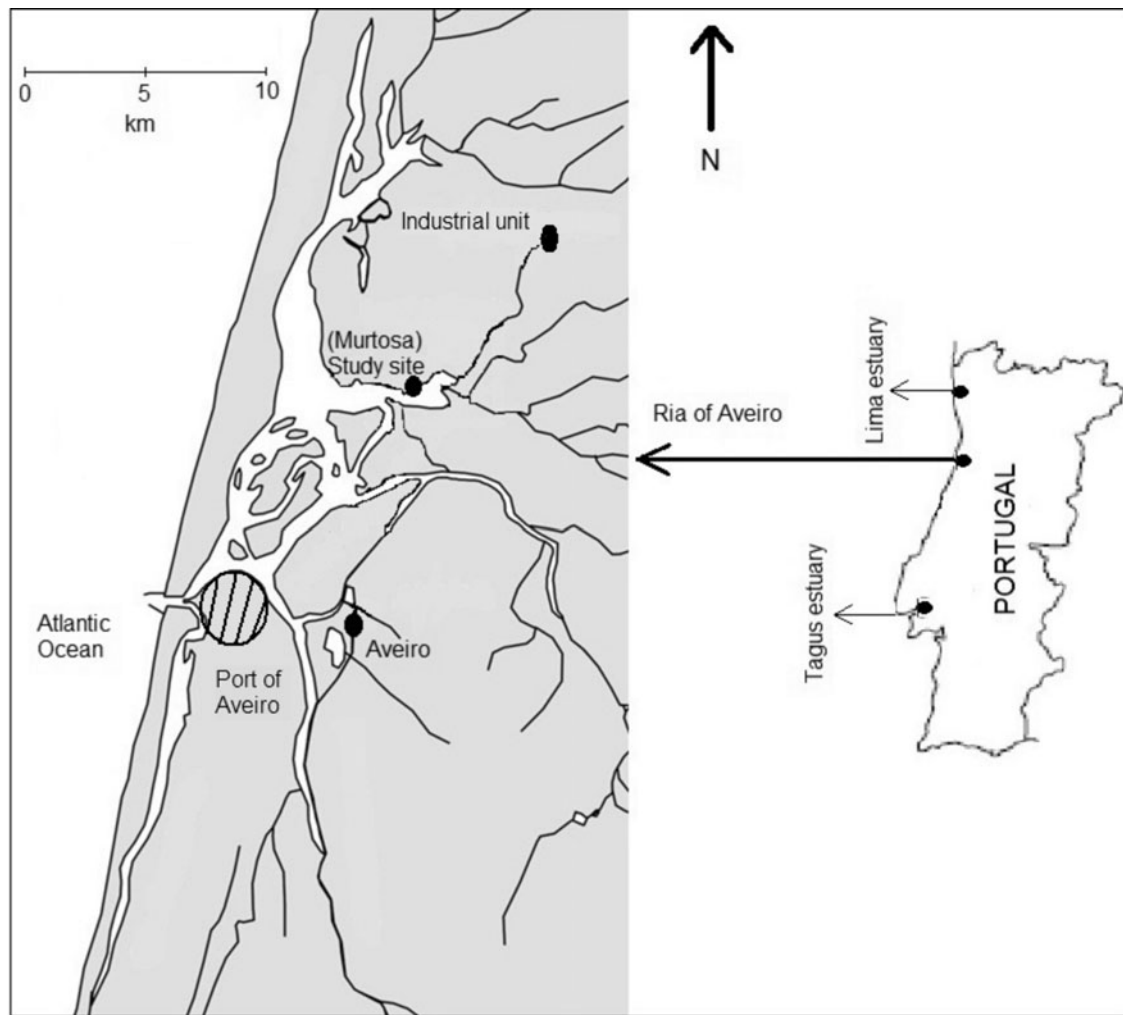 0 5 10
km
N
Industrial unit
(Murtosa)
Study site
Lima estuary
Ria of Aveiro
PORTUGAL
Tagus estuary
Atlantic
Ocean
Aveiro
Port of
Aveiro